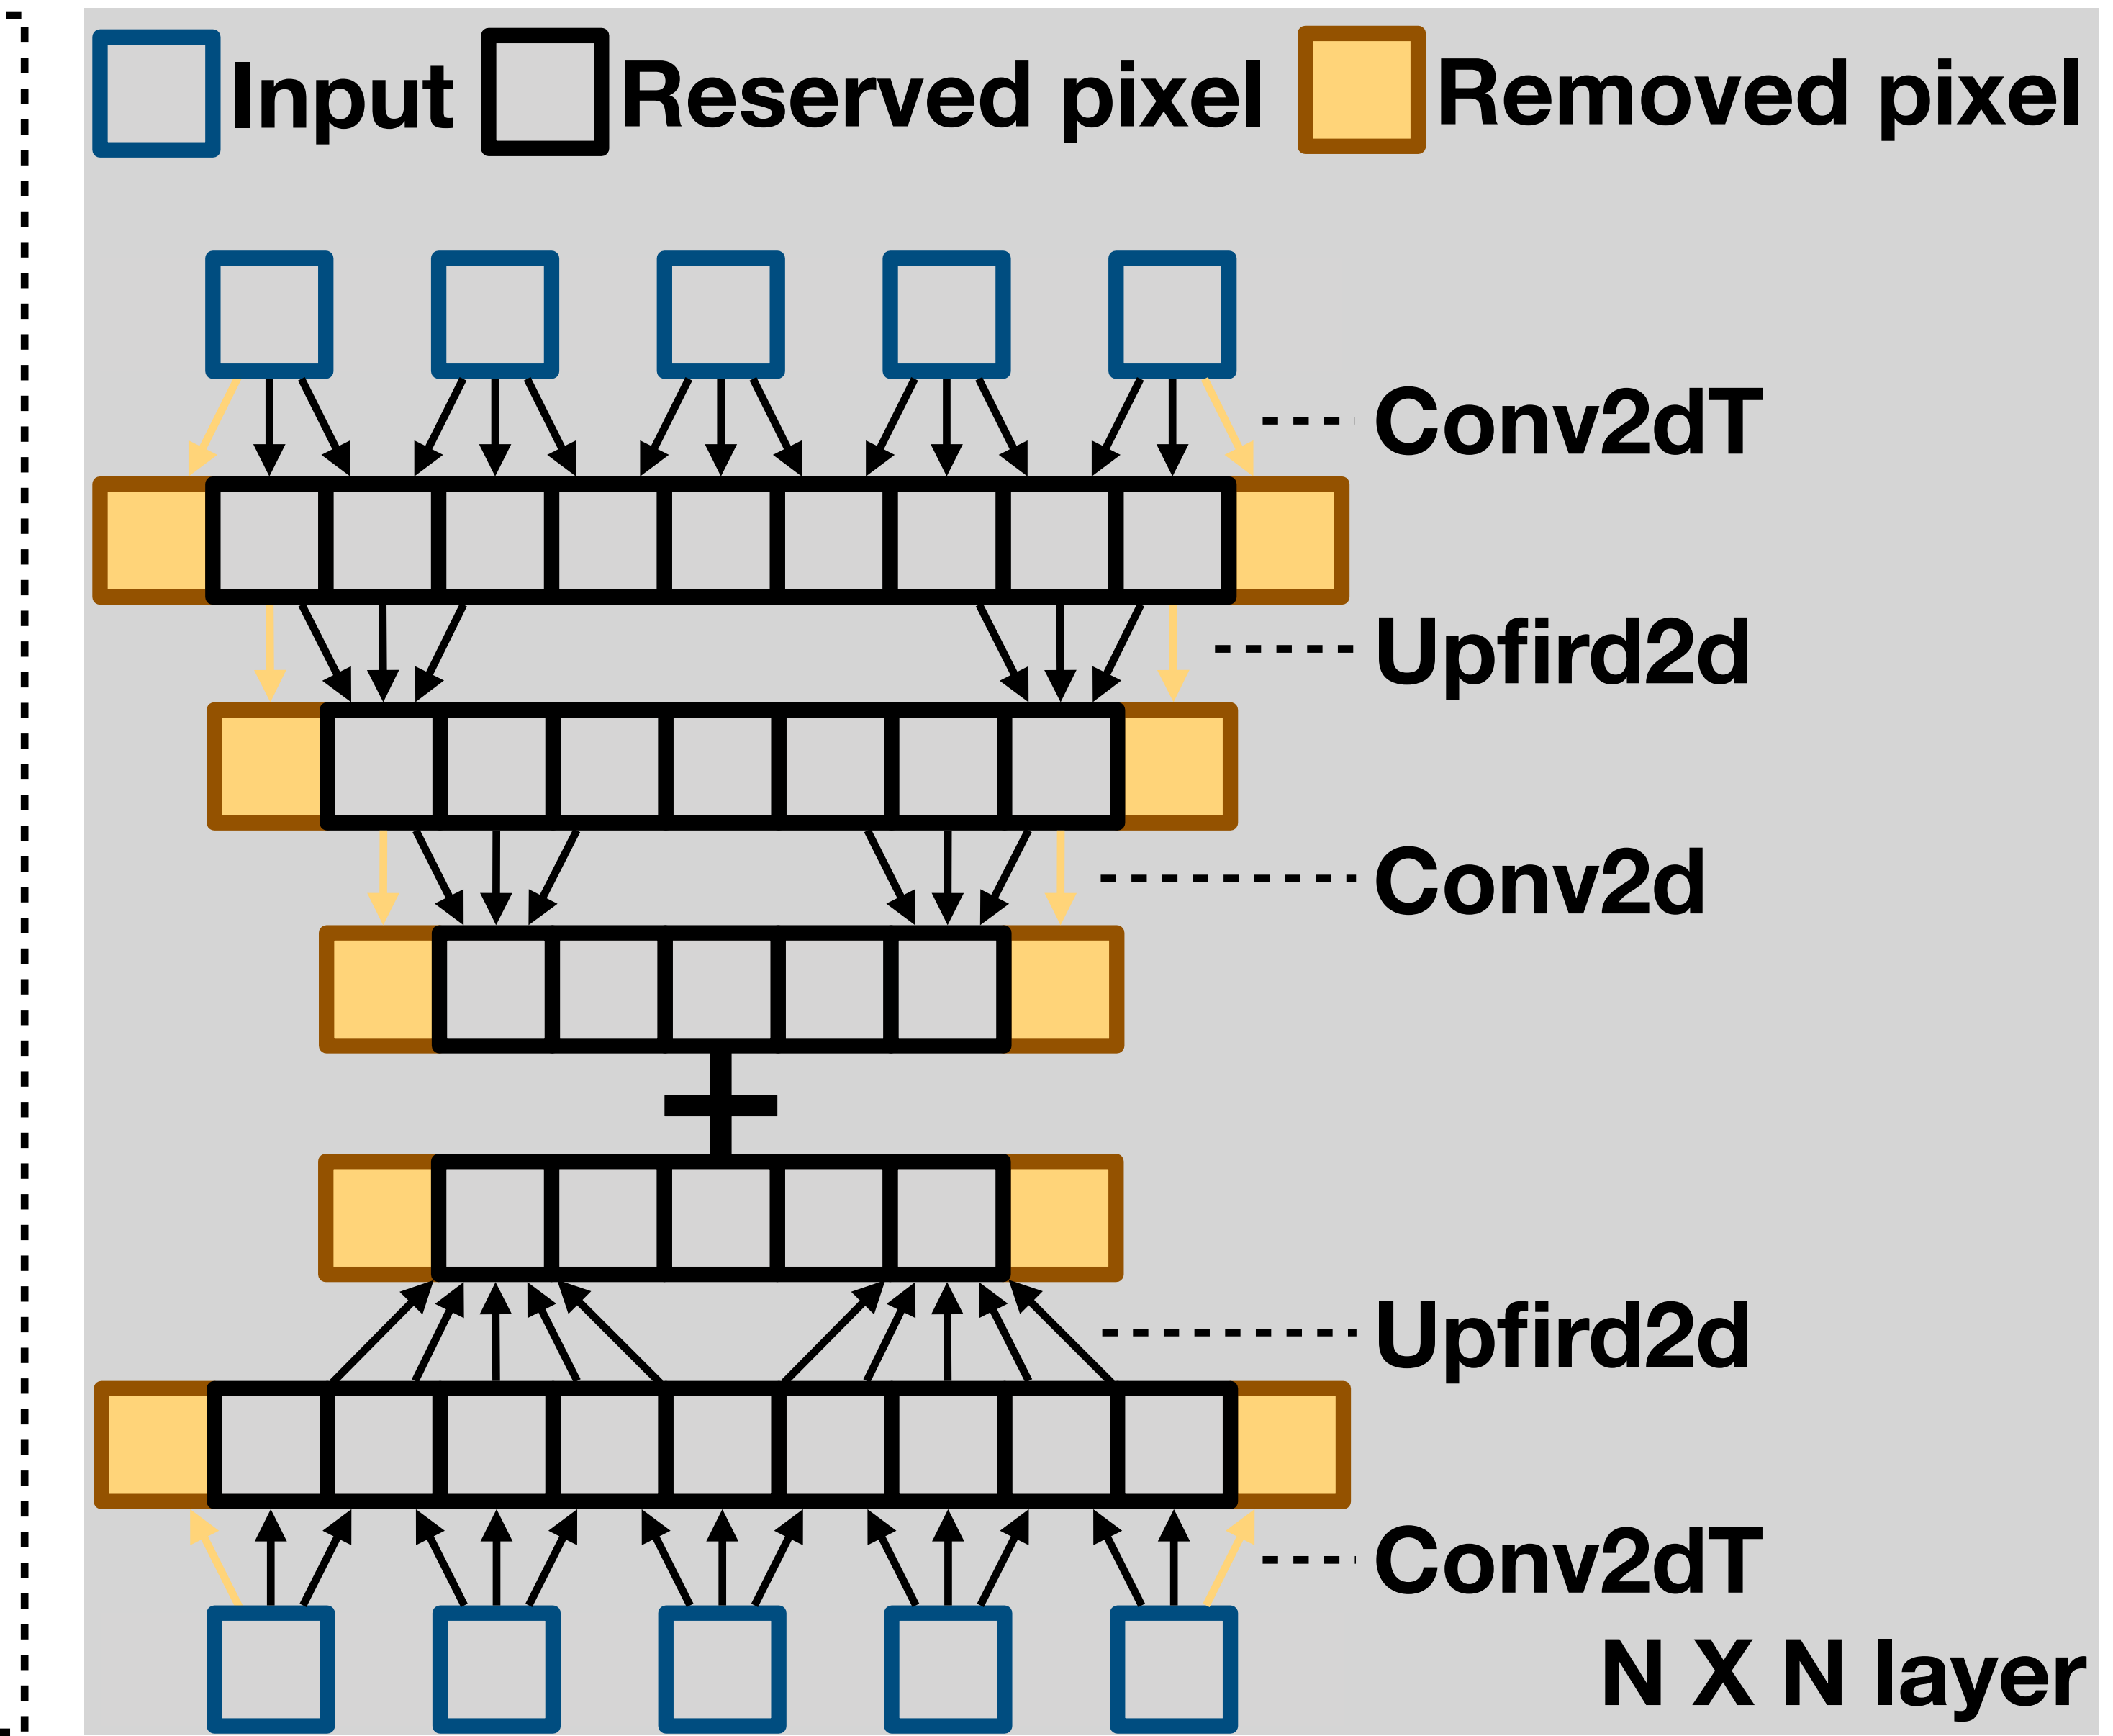 Input Reserved pixel Removed pixel
Conv2dT
Upfird2d
Conv2d
Upfird2d
Conv2dT
N X N layer